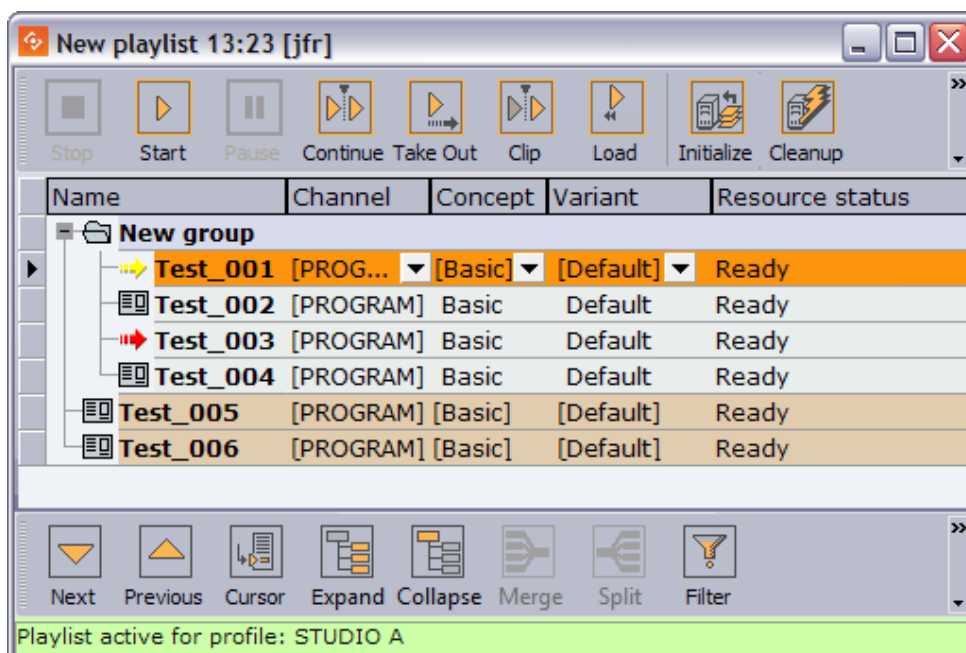 New playlist 13:23 [jfr]
Stop Start Pause Continue Take Out Clip Load Initialize Cleanup
Name Channel Concept Variant Resource status
New group
Test_001 [PROG... [Basic] [Default] Ready
Test_002 [PROGRAM] Basic Default Ready
Test_003 [PROGRAM] Basic Default Ready
Test_004 [PROGRAM] Basic Default Ready
Test_005 [PROGRAM] [Basic] [Default] Ready
Test_006 [PROGRAM] [Basic] [Default] Ready
Next Previous Cursor Expand Collapse Merge Split Filter
Playlist active for profile: STUDIO A